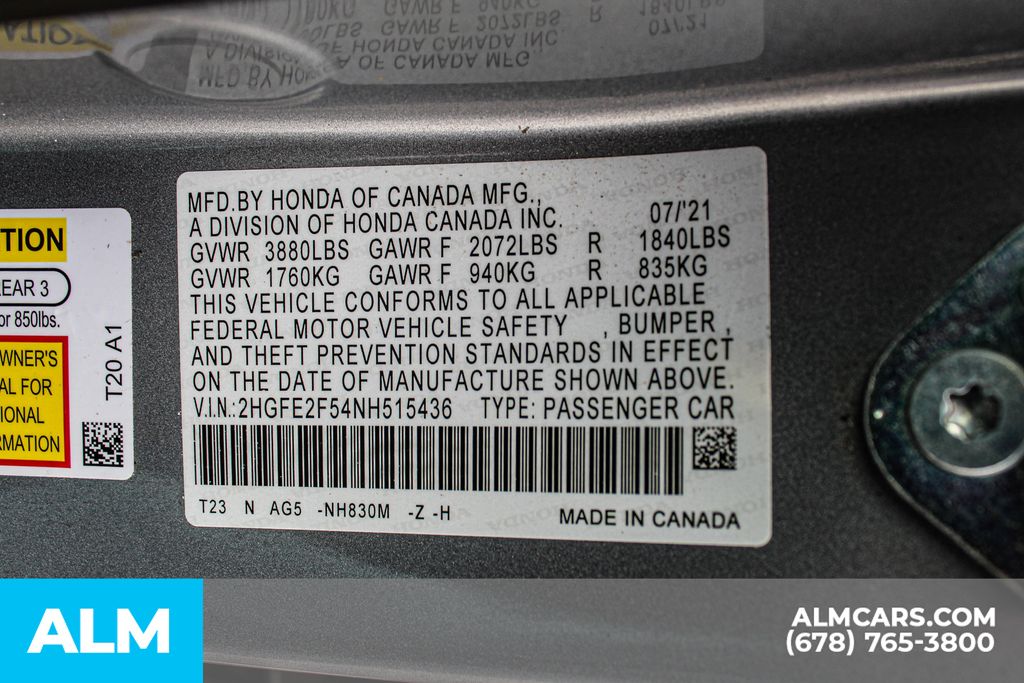 MFD.BY HONDA OF CANADA MFG.,
A DIVISION OF HONDA CANADA INC. 07/'21
GVWR 3880LBS GAWR F 2072LBS R 1840LBS
GVWR 1760KG GAWR F 940KG R 835KG
THIS VEHICLE CONFORMS TO ALL APPLICABLE
FEDERAL MOTOR VEHICLE SAFETY , BUMPER ,
AND THEFT PREVENTION STANDARDS IN EFFECT
ON THE DATE OF MANUFACTURE SHOWN ABOVE.
V.I.N.:2HGFE2F54NH515436 TYPE: PASSENGER CAR
T23 N AG5 -NH830M -Z -H
MADE IN CANADA
TION
EAR 3
or 850lbs.
WNER'S
AL FOR
IONAL
RMATION
T20 A1
ALM
ALMCARS.COM
(678) 765-3800